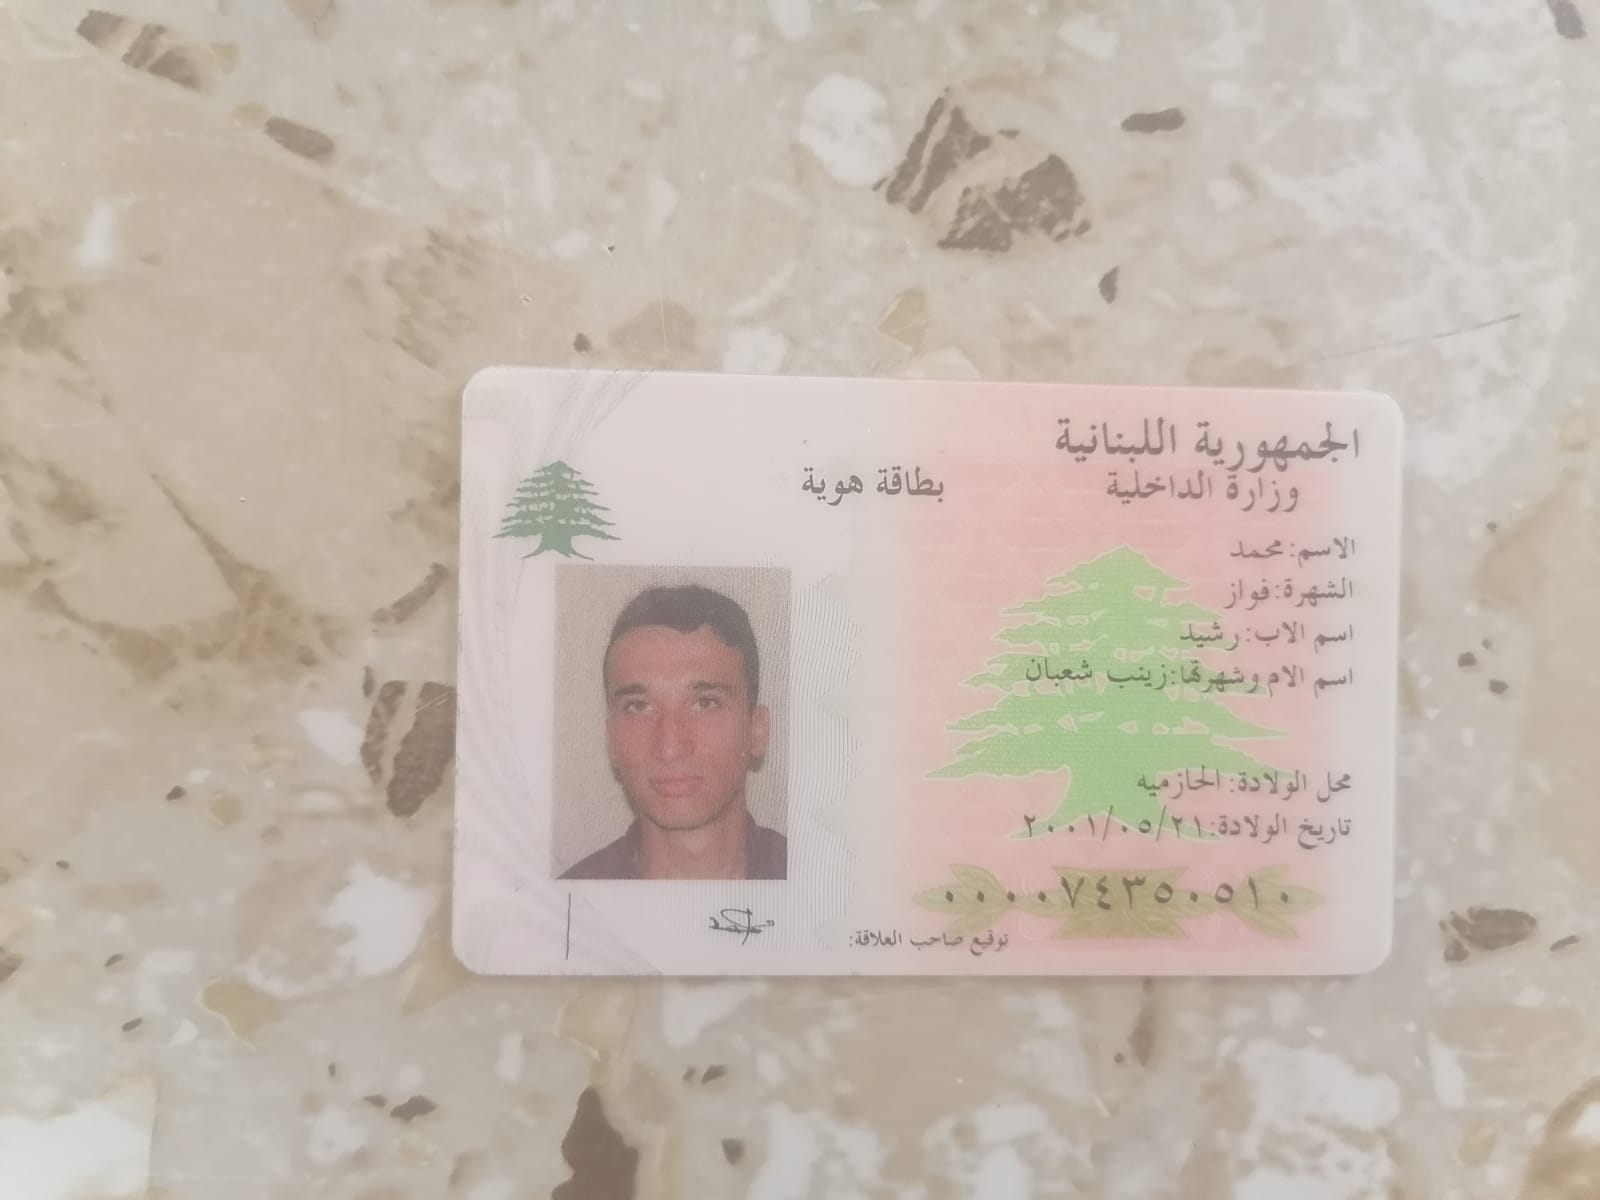 الجمهورية اللبنانية
وزارة الداخلية
بطاقة هوية
الاسم:محمد
الشهرة:فواز
اسم الاب:رشيد
اسم الام وشهرتها:زينب شعبان
محل الولادة:الحازميه
تاريخ الولادة:٢٠٠١/٠٥/٢١
٠٠٠٠٧٤٣٥٠٥١٠
توقيع صاحب العلاقة: